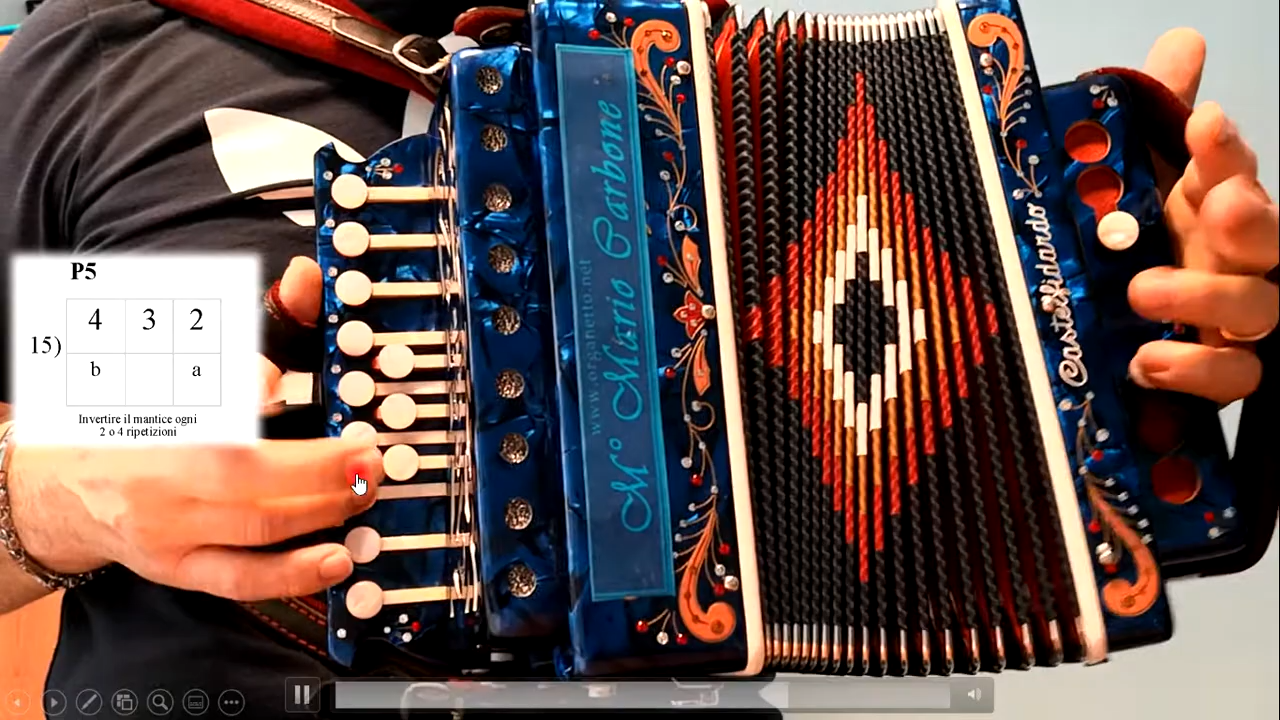 P5
4 3 2
15)
b a
Invertire il mantice ogni
2 o 4 ripetizioni
www.organetto.net
M° Mario Carbone
Castelfidardo